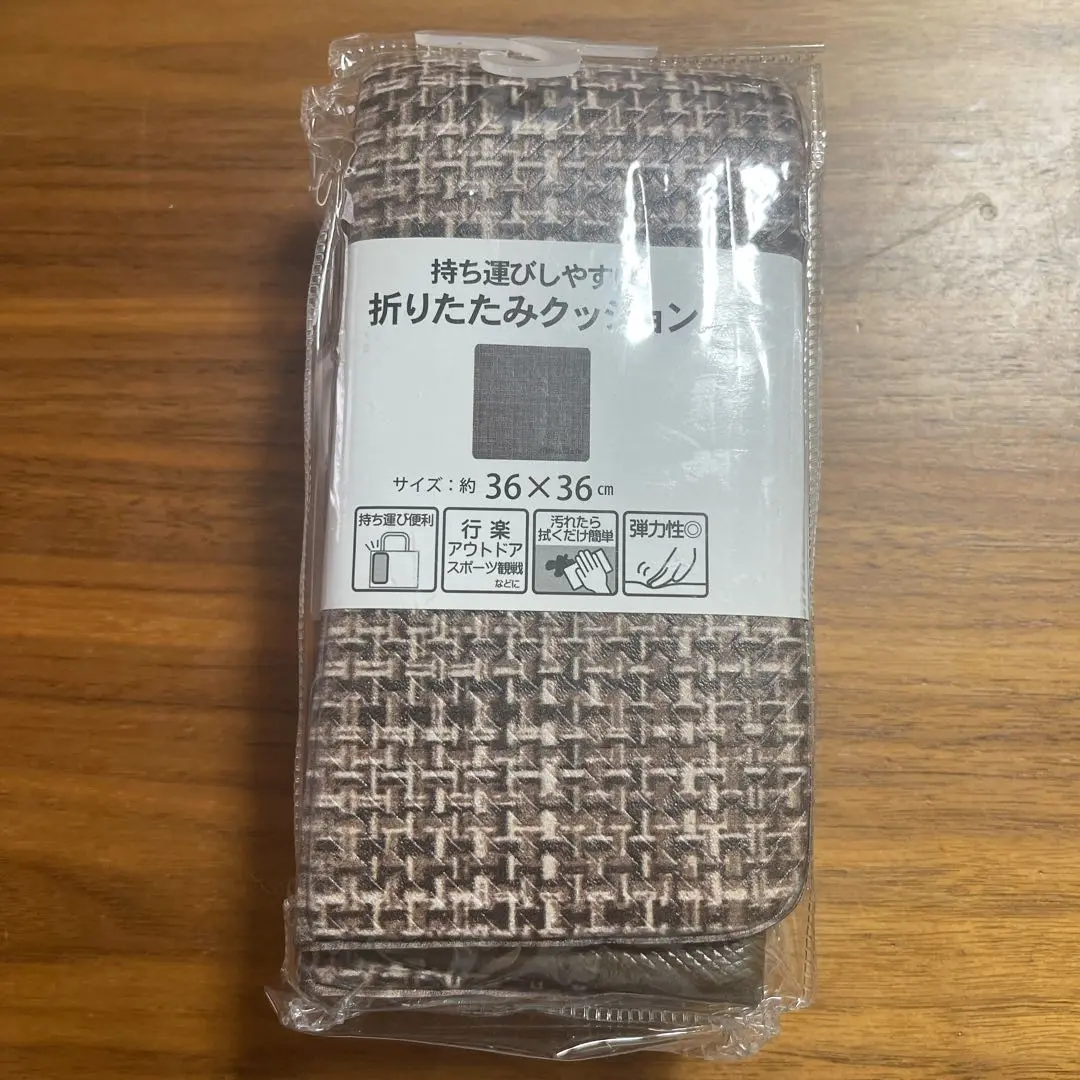 持ち運びしやすい
折りたたみクッション
サイズ：約 36×36㎝
持ち運び便利
行楽
アウトドア
スポーツ観戦
などに
汚れたら
拭くだけ簡単
弾力性◎